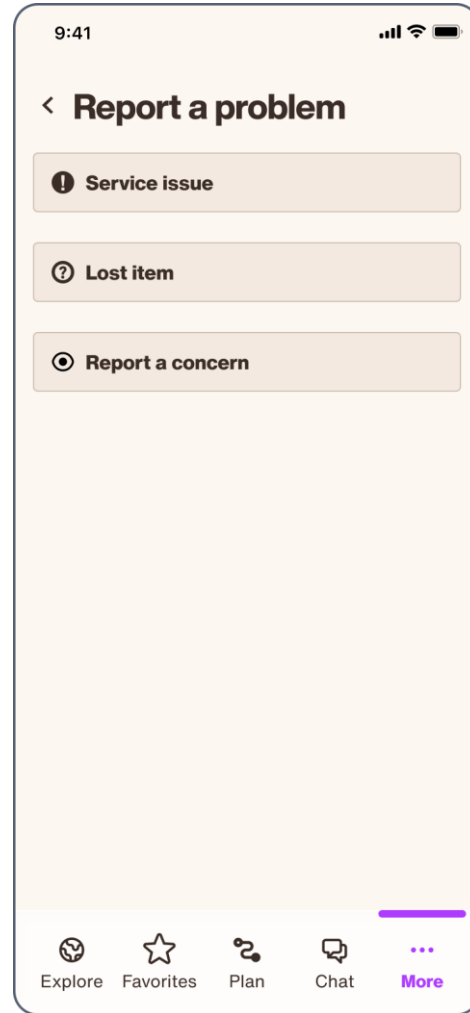 9:41
Report a problem
Service issue
Lost item
Report a concern
Explore Favorites Plan Chat More